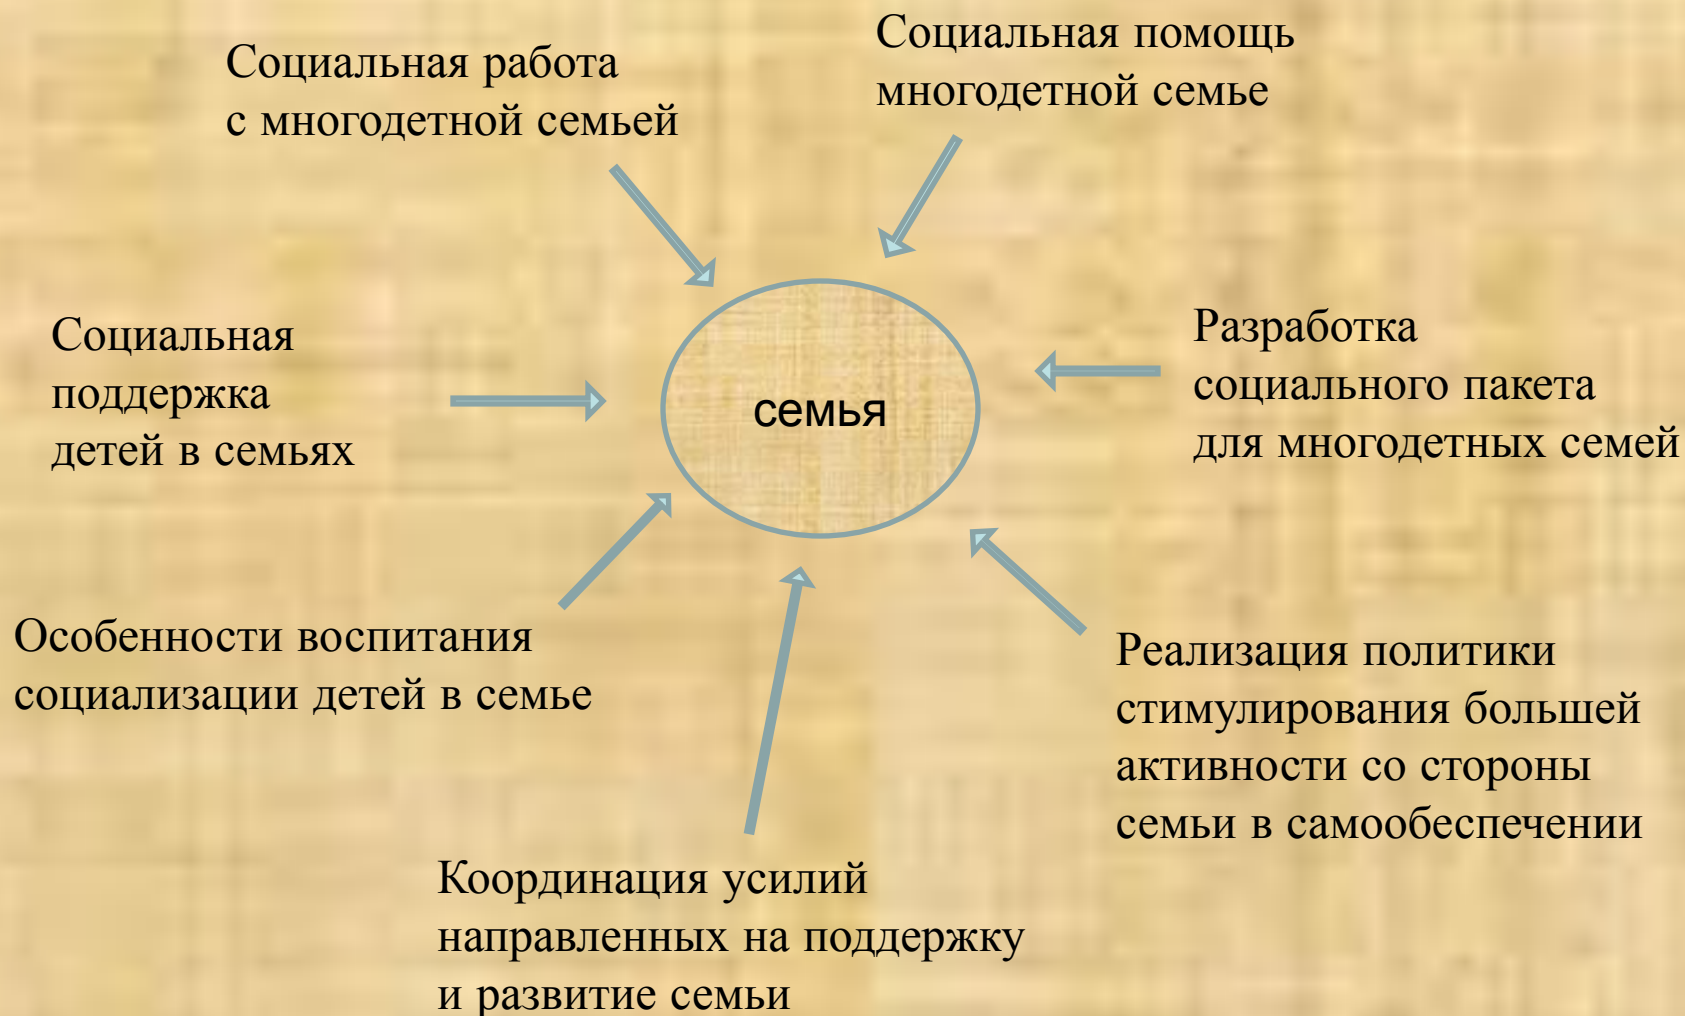 Социальная работа
с многодетной семьей
Социальная помощь
многодетной семье
Социальная
поддержка
детей в семьях
семья
Разработка
социального пакета
для многодетных семей
Особенности воспитания
социализации детей в семье
Реализация политики
стимулирования большей
активности со стороны
семьи в самообеспечении
Координация усилий
направленных на поддержку
и развитие семьи